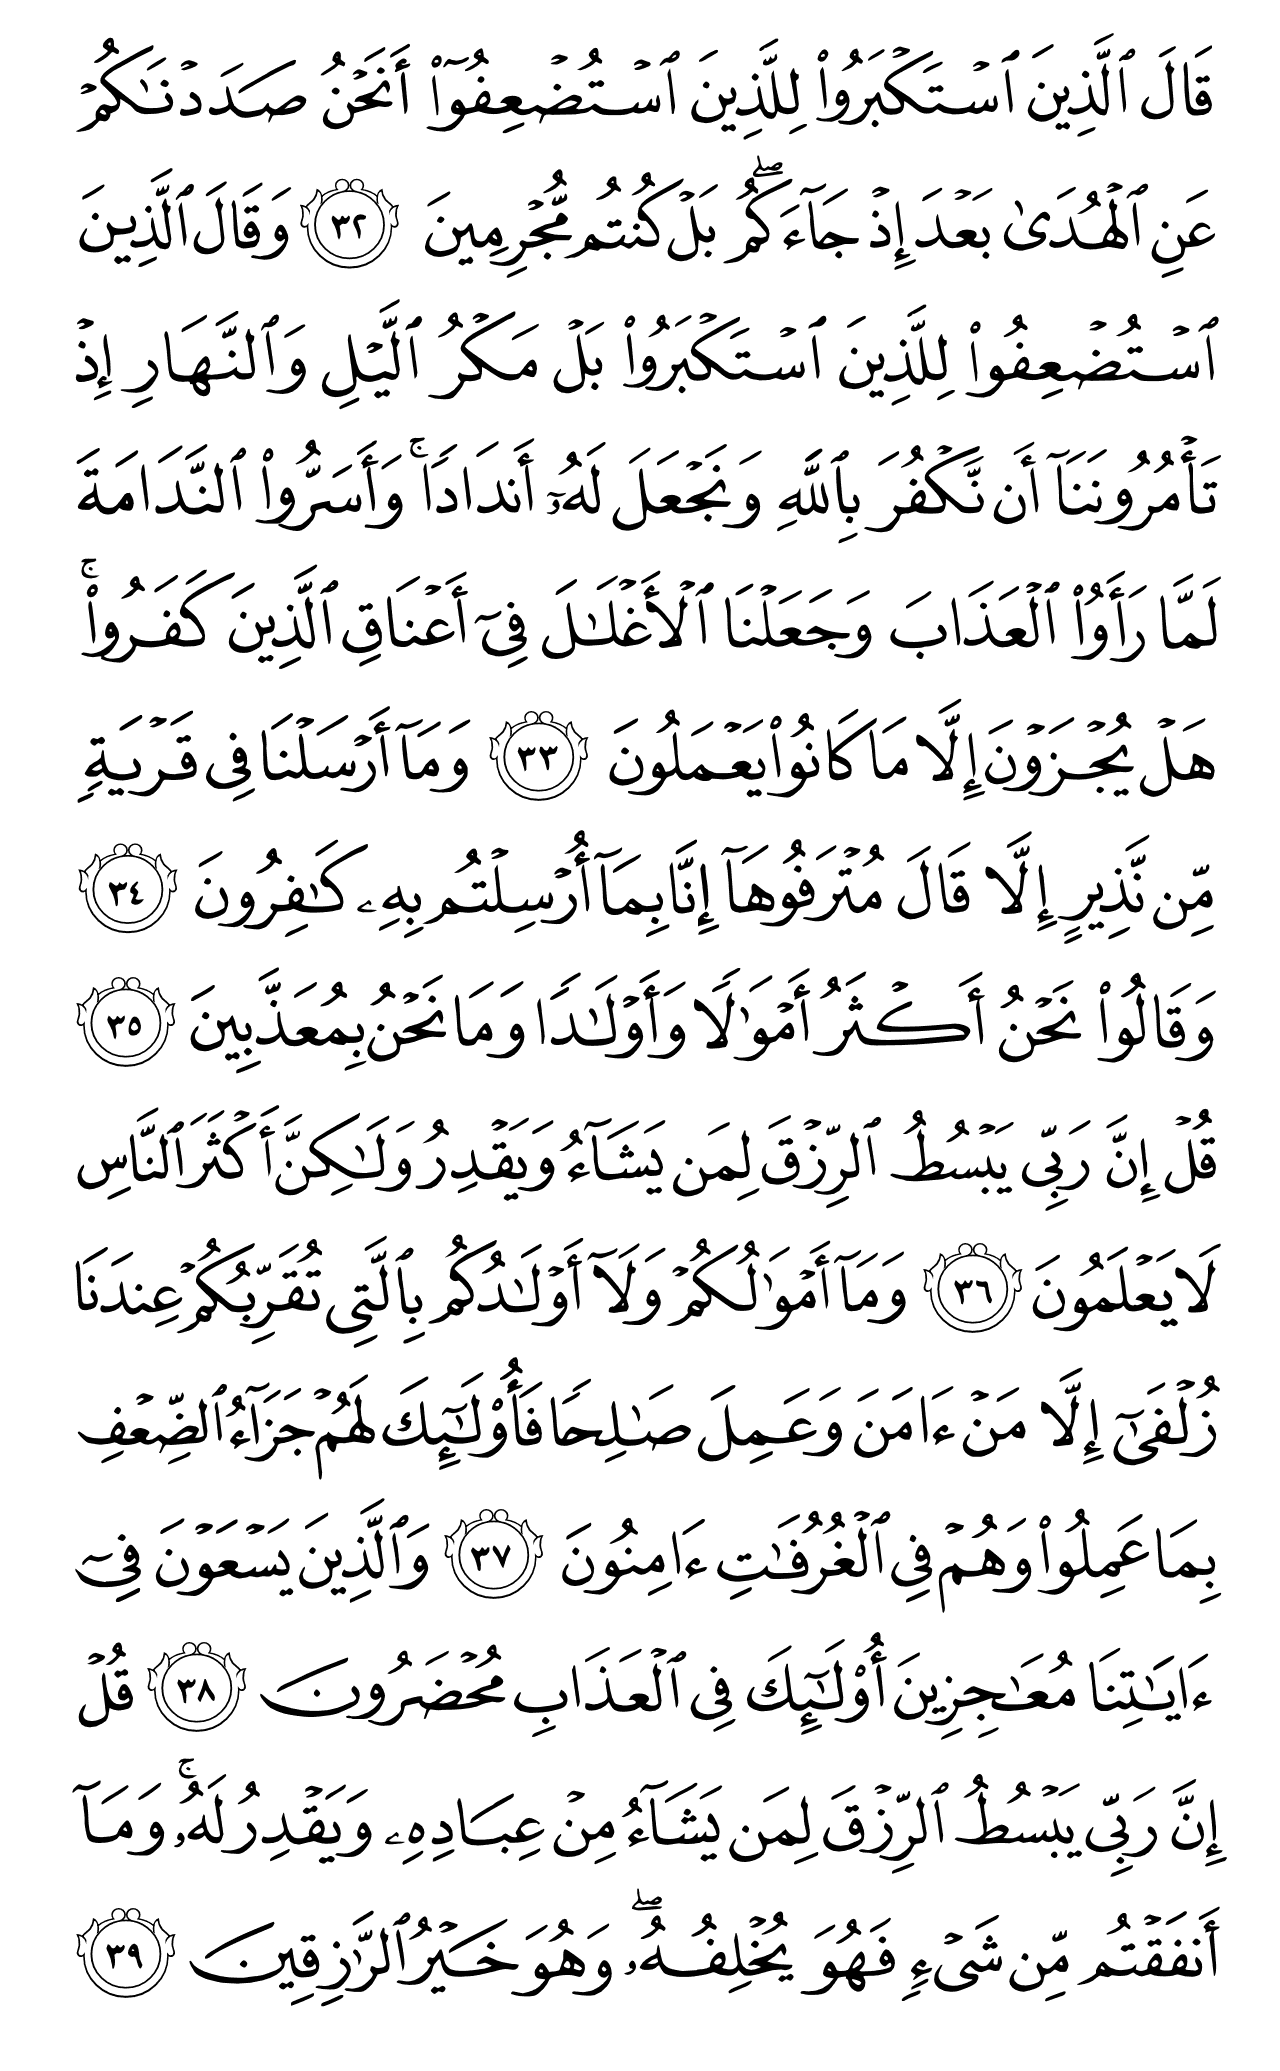 قَالَ ٱلَّذِينَ ٱسۡتَكۡبَرُواْ لِلَّذِينَ ٱسۡتُضۡعِفُوٓاْ أَنَحۡنُ صَدَدۡنَٰكُمۡ
عَنِ ٱلۡهُدَىٰ بَعۡدَ إِذۡ جَآءَكُمۖ بَلۡ كُنتُم مُّجۡرِمِينَ ٣٢ وَقَالَ ٱلَّذِينَ
ٱسۡتُضۡعِفُواْ لِلَّذِينَ ٱسۡتَكۡبَرُواْ بَلۡ مَكۡرُ ٱلَّيۡلِ وَٱلنَّهَارِ إِذۡ
تَأۡمُرُونَنَآ أَن نَّكۡفُرَ بِٱللَّهِ وَنَجۡعَلَ لَهُۥٓ أَندَادٗاۚ وَأَسَرُّواْ ٱلنَّدَامَةَ
لَمَّا رَأَوُاْ ٱلۡعَذَابَ وَجَعَلۡنَا ٱلۡأَغۡلَٰلَ فِيٓ أَعۡنَاقِ ٱلَّذِينَ كَفَرُواْۚ
هَلۡ يُجۡزَوۡنَ إِلَّا مَا كَانُواْ يَعۡمَلُونَ ٣٣ وَمَآ أَرۡسَلۡنَا فِي قَرۡيَةٖ
مِّن نَّذِيرٍ إِلَّا قَالَ مُتۡرَفُوهَآ إِنَّا بِمَآ أُرۡسِلۡتُم بِهِۦ كَٰفِرُونَ ٣٤
وَقَالُواْ نَحۡنُ أَكۡثَرُ أَمۡوَٰلٗا وَأَوۡلَٰدٗا وَمَا نَحۡنُ بِمُعَذَّبِينَ ٣٥
قُلۡ إِنَّ رَبِّي يَبۡسُطُ ٱلرِّزۡقَ لِمَن يَشَآءُ وَيَقۡدِرُ وَلَٰكِنَّ أَكۡثَرَ ٱلنَّاسِ
لَا يَعۡلَمُونَ ٣٦ وَمَآ أَمۡوَٰلُكُمۡ وَلَآ أَوۡلَٰدُكُم بِٱلَّتِي تُقَرِّبُكُمۡ عِندَنَا
زُلۡفَىٰٓ إِلَّا مَنۡ ءَامَنَ وَعَمِلَ صَٰلِحٗا فَأُوْلَٰٓئِكَ لَهُمۡ جَزَآءُ ٱلضِّعۡفِ
بِمَا عَمِلُواْ وَهُمۡ فِي ٱلۡغُرُفَٰتِ ءَامِنُونَ ٣٧ وَٱلَّذِينَ يَسۡعَوۡنَ فِيٓ
ءَايَٰتِنَا مُعَٰجِزِينَ أُوْلَٰٓئِكَ فِي ٱلۡعَذَابِ مُحۡضَرُونَ ٣٨ قُلۡ
إِنَّ رَبِّي يَبۡسُطُ ٱلرِّزۡقَ لِمَن يَشَآءُ مِنۡ عِبَادِهِۦ وَيَقۡدِرُ لَهُۥۚ وَمَآ
أَنفَقۡتُم مِّن شَيۡءٖ فَهُوَ يُخۡلِفُهُۥۖ وَهُوَ خَيۡرُ ٱلرَّٰزِقِينَ ٣٩